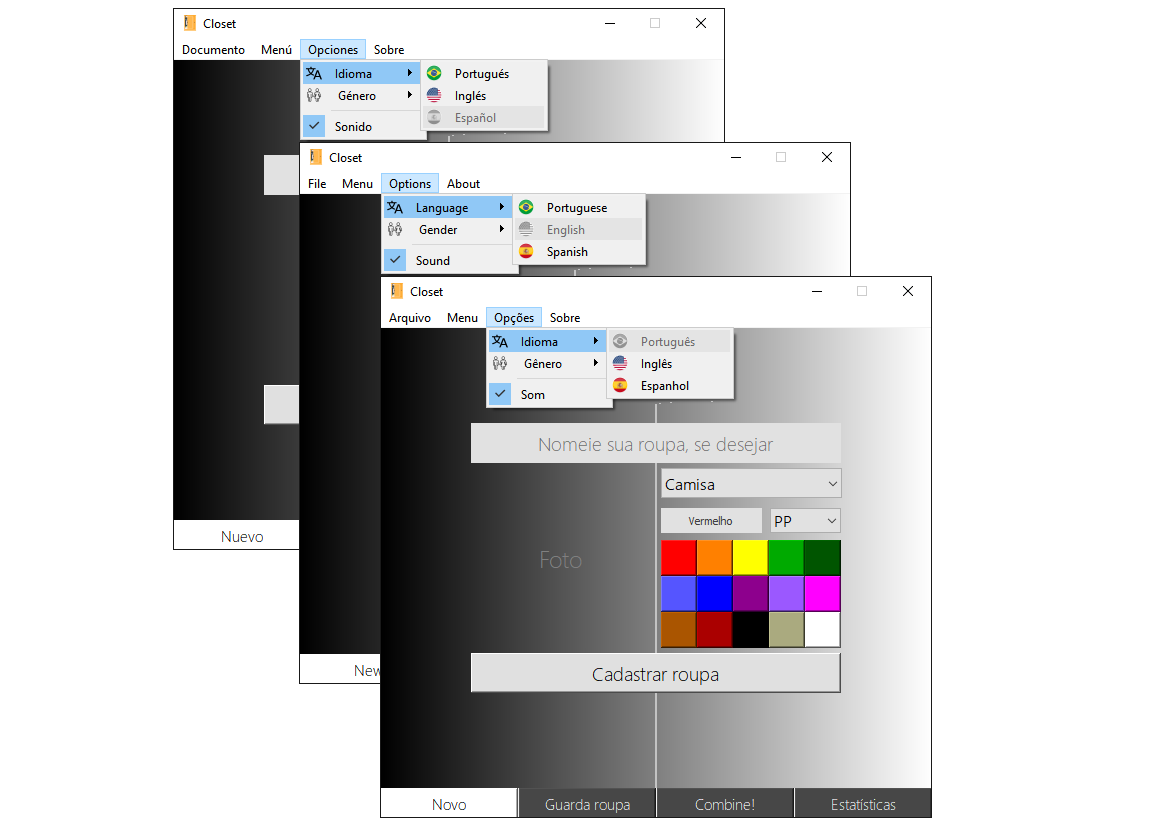 Closet
Documento Menú Opciones Sobre
Idioma Portugués
Género Inglés
Español
Sonido
Closet
File Menu Options About
Language Portuguese
Gender English
Spanish
Sound
Closet
Arquivo Menu Opções Sobre
Idioma Português
Gênero Inglês
Espanhol
Som
Nomeie sua roupa, se desejar
Camisa
Vermelho PP
Nuevo
Foto
New
Cadastrar roupa
Novo Guarda roupa Combine! Estatísticas